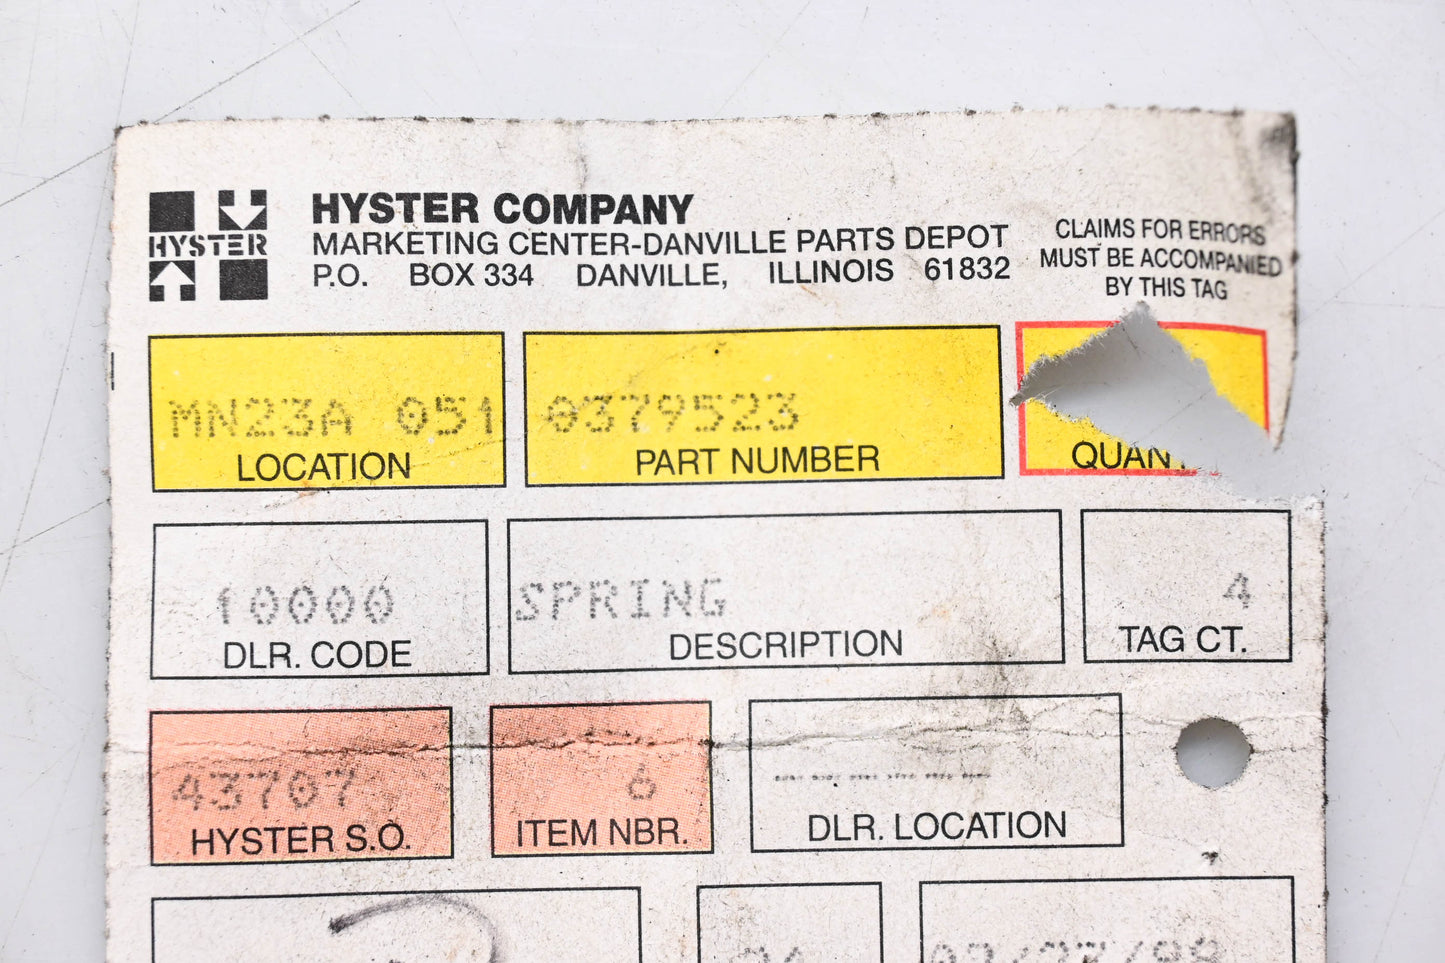 HYSTER
HYSTER COMPANY
MARKETING CENTER-DANVILLE PARTS DEPOT
P.O. BOX 334 DANVILLE, ILLINOIS 61832
CLAIMS FOR ERRORS
MUST BE ACCOMPANIED
BY THIS TAG
MN23A 051
LOCATION
0379523
PART NUMBER
QUANT
10000
DLR. CODE
SPRING
DESCRIPTION
4
TAG CT.
43707
HYSTER S.O.
6
ITEM NBR.
DLR. LOCATION